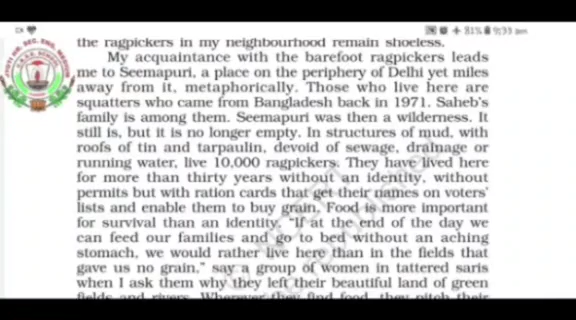 81% 9:33 am
the ragpickers in my neighbourhood remain shoeless.
My acquaintance with the barefoot ragpickers leads
me to Seemapuri, a place on the periphery of Delhi yet miles
away from it, metaphorically. Those who live here are
squatters who came from Bangladesh back in 1971. Saheb's
family is among them. Seemapuri was then a wilderness. It
still is, but it is no longer empty. In structures of mud, with
roofs of tin and tarpaulin, devoid of sewage, drainage or
running water, live 10,000 ragpickers. They have lived here
for more than thirty years without an identity, without
permits but with ration cards that get their names on voters'
lists and enable them to buy grain. Food is more important
for survival than an identity. "If at the end of the day we
can feed our families and go to bed without an aching
stomach, we would rather live here than in the fields that
gave us no grain," say a group of women in tattered saris
when I ask them why they left their beautiful land of green
fields and rivers. Wherever they find food, they pitch their